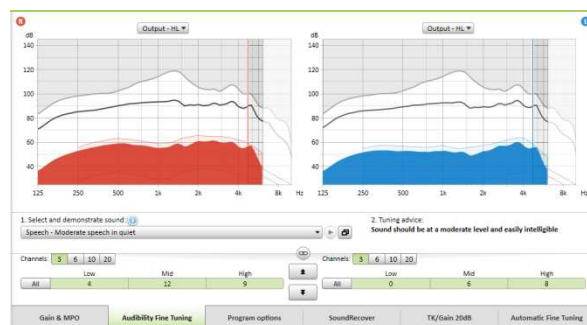 R
L
Output - HL
Output - HL
dB
dB
140
120
100
80
60
40
140
120
100
80
60
40
125 250 500 1k 2k 4k 8k Hz
125 250 500 1k 2k 4k 8k Hz
1. Select and demonstrate sound:
2. Tuning advice:
Speech - Moderate speech in quiet
Sound should be at a moderate level and easily intelligible
Channels: 3 6 10 20
Channels: 3 6 10 20
Low Mid High
Low Mid High
All 4 12 9
All 0 6 8
Gain & MPO Audibility Fine Tuning Program options SoundRecover TK/Gain 20dB Automatic Fine Tuning